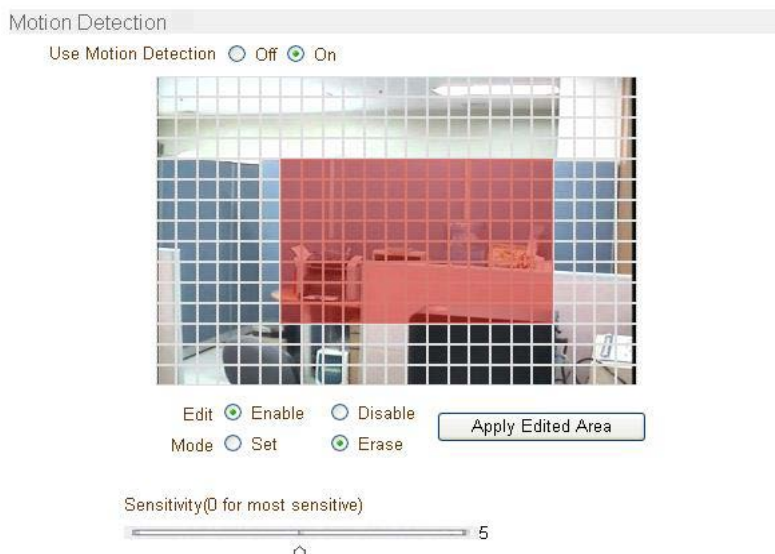 Motion Detection
Use Motion Detection Off On
Edit Enable Disable
Apply Edited Area
Mode Set Erase
Sensitivity(0 for most sensitive)
5